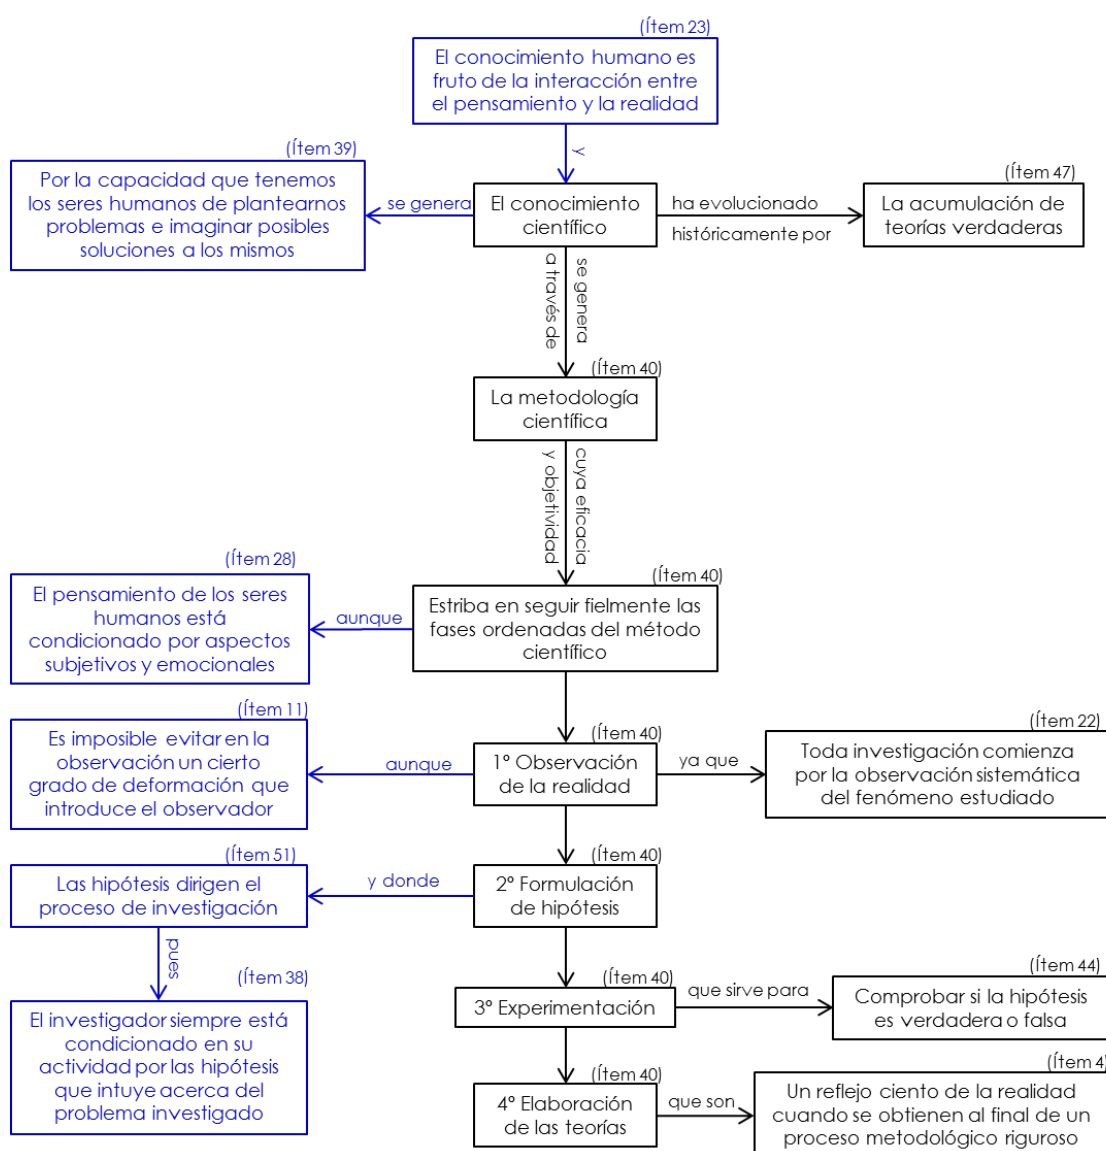 (Ítem 23)
El conocimiento humano es
fruto de la interacción entre
el pensamiento y la realidad
y
(Ítem 39)
Por la capacidad que tenemos
los seres humanos de plantearnos
problemas e imaginar posibles
soluciones a los mismos
se genera
El conocimiento
científico
ha evolucionado
históricamente por
(Ítem 47)
La acumulación de
teorías verdaderas
se genera
a través de
(Ítem 40)
La metodología
científica
cuya eficacia
y objetividad
(Ítem 28)
El pensamiento de los seres
humanos está
condicionado por aspectos
subjetivos y emocionales
aunque
(Ítem 40)
Estriba en seguir fielmente las
fases ordenadas del método
científico
(Ítem 11)
Es imposible evitar en la
observación un cierto
grado de deformación que
introduce el observador
aunque
(Ítem 40)
1º Observación
de la realidad
ya que
(Ítem 22)
Toda investigación comienza
por la observación sistemática
del fenómeno estudiado
(Ítem 51)
Las hipótesis dirigen el
proceso de investigación
y donde
(Ítem 40)
2º Formulación
de hipótesis
pues
(Ítem 38)
El investigador siempre está
condicionado en su
actividad por las hipótesis
que intuye acerca del
problema investigado
(Ítem 40)
3º Experimentación
que sirve para
(Ítem 44)
Comprobar si la hipótesis
es verdadera o falsa
(Ítem 40)
4º Elaboración
de las teorías
que son
(Ítem 4)
Un reflejo ciento de la realidad
cuando se obtienen al final de un
proceso metodológico riguroso